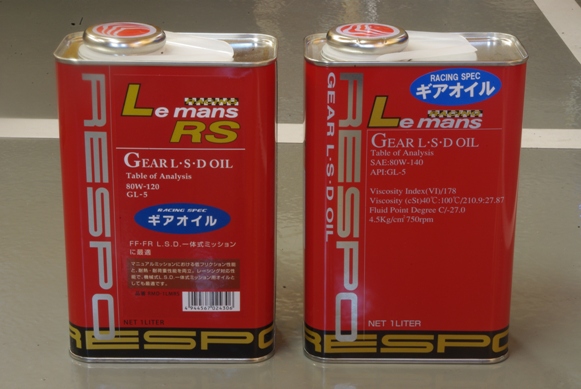 RESPO
Le mans
RS
GEAR L·S·D OIL
Table of Analysis
80W-120
GL-5
RACING SPEC
ギアオイル
FF-FR L.S.D.一体式ミッション
に最適
4944367024306
NET 1LITER
RESPO
RESPO
GEAR L·S·D OIL
RACING SPEC
ギアオイル
Le mans
GEAR L·S·D OIL
Table of Analysis
SAE:80W-140
API:GL-5
Viscosity Index(VI)/178
Viscosity (cSt)40℃:100℃/210.9:27.87
Fluid Point Degree C/-27.0
4.5Kg/cm²750rpm
NET 1LITER
RESPO